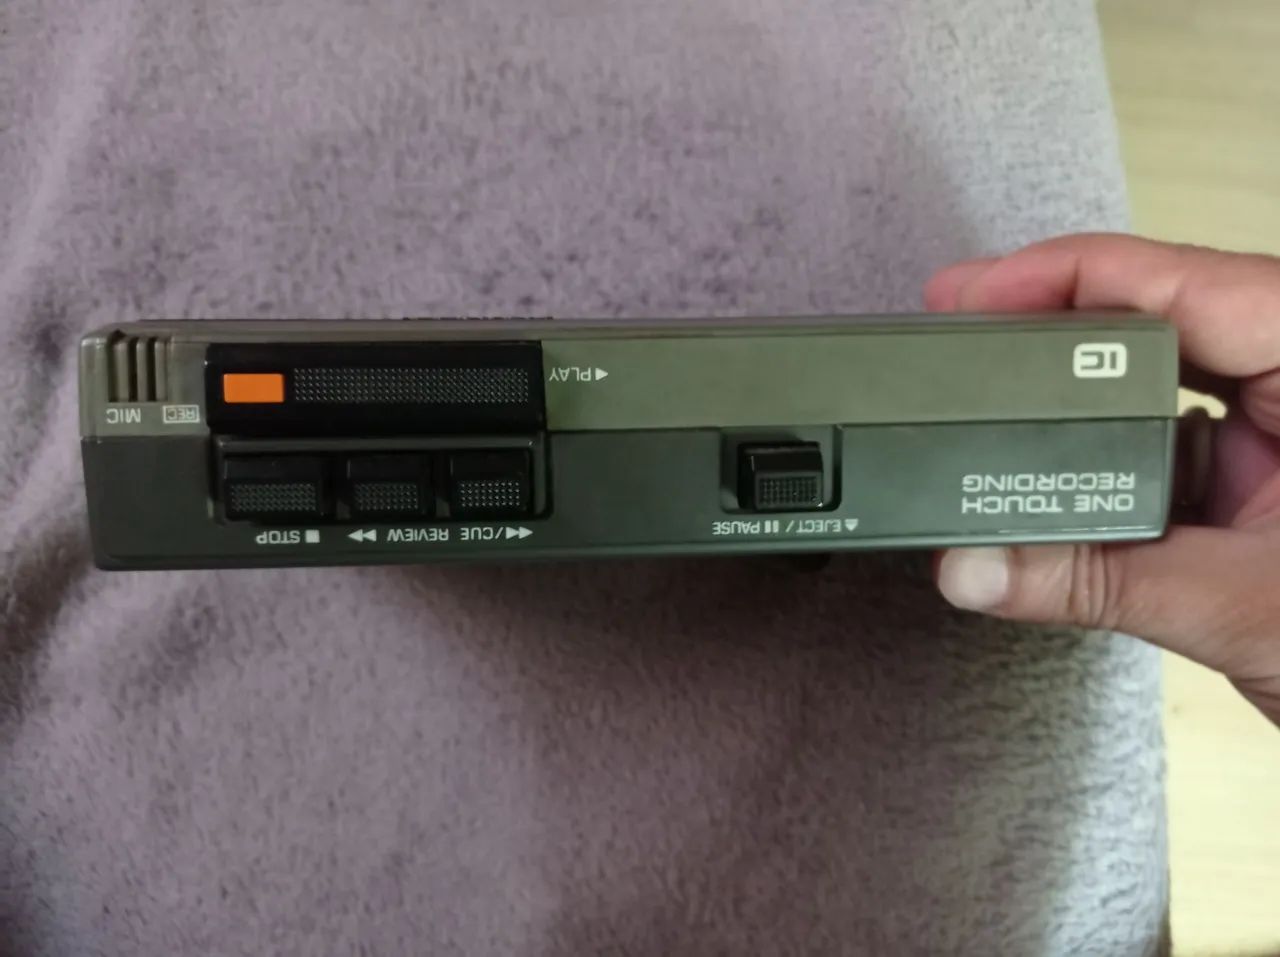 ONE TOUCH
RECORDING
▲ EJECT / ❚❚ PAUSE
▶▶/CUE REVIEW ◀◀ ■ STOP
IC
▶ PLAY
REC
MIC